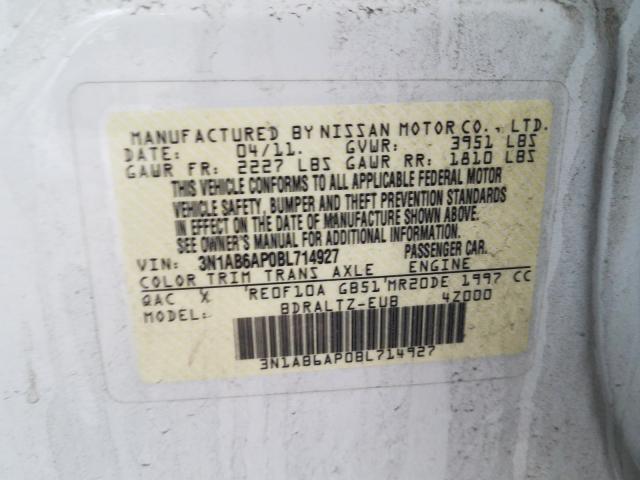 MANUFACTURED BY NISSAN MOTOR CO., LTD.
DATE: 04/11. GVWR: 3951 LBS
GAWR FR: 2227 LBS GAWR RR: 1810 LBS
THIS VEHICLE CONFORMS TO ALL APPLICABLE FEDERAL MOTOR
VEHICLE SAFETY, BUMPER AND THEFT PREVENTION STANDARDS
IN EFFECT ON THE DATE OF MANUFACTURE SHOWN ABOVE.
SEE OWNER'S MANUAL FOR ADDITIONAL INFORMATION.
VIN: 3N1AB6AP0BL714927 PASSENGER CAR.
COLOR TRIM TRANS AXLE ENGINE
QAC X RE0F10A GB51 MR20DE 1997 CC
MODEL: BDRALTZ-EUB 4Z000
3N1AB6AP0BL714927